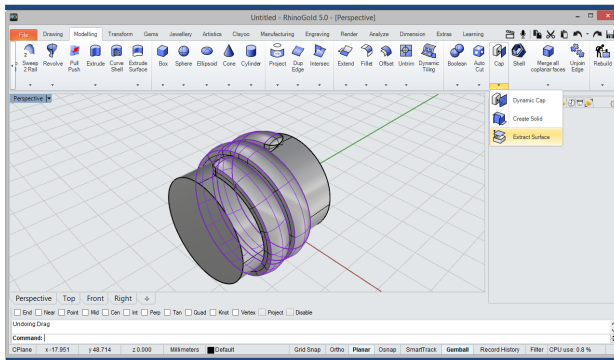 Untitled - RhinoGold 5.0 - [Perspective]
File Drawing Modelling Transform Gems Jewellery Artistics Clayoo Manufacturing Engraving Render Analyze Dimension Extras Learning
Sweep 2 Rail Revolve Pull Push Extrude Curve Shell Extrude Surface Box Sphere Ellipsoid Cone Cylinder Project Dup Edge Intersec Extend Fillet Offset Untrim Dynamic Tiling Boolean Auto Cut Cap Shell Merge all coplanar faces Unjoin Edge Rebuild
Perspective
Dynamic Cap
Create Solid
Extract Surface
Perspective Top Front Right
End Near Point Mid Cen Int Perp Tan Quad Knot Vertex Project Disable
Undoing Drag
Command:
CPlane x -17.951 y 48.714 z 0.000 Millimeters Default Grid Snap Ortho Planar Osnap SmartTrack Gumball Record History Filter CPU use: 0.8 %